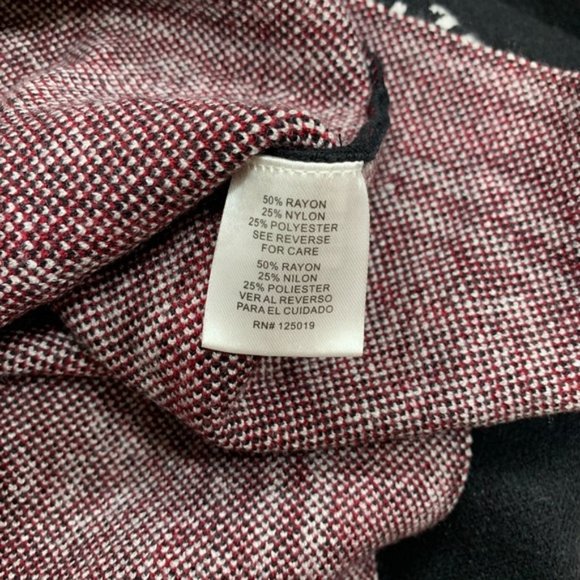 50% RAYON
25% NYLON
25% POLYESTER
SEE REVERSE
FOR CARE
50% RAYON
25% NILON
25% POLIESTER
VER AL REVERSO
PARA EL CUIDADO
RN# 125019